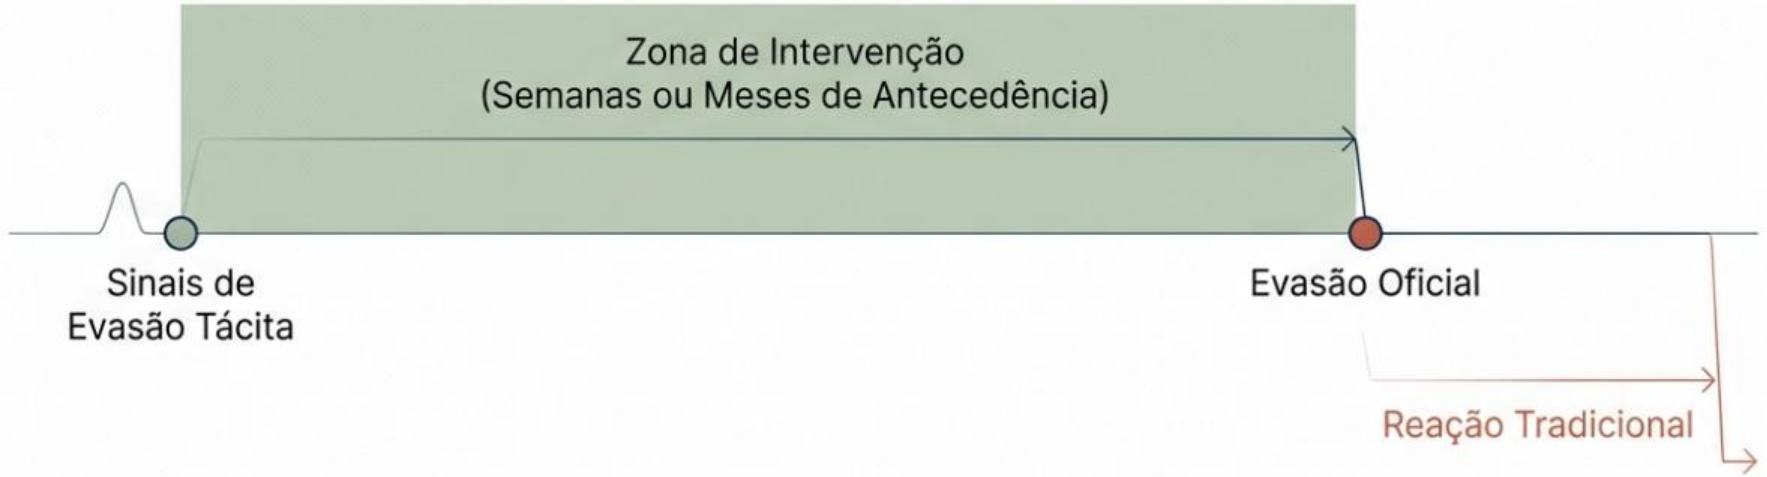 Zona de Intervenção
(Semanas ou Meses de Antecedência)
Sinais de
Evasão Tácita
Evasão Oficial
Reação Tradicional